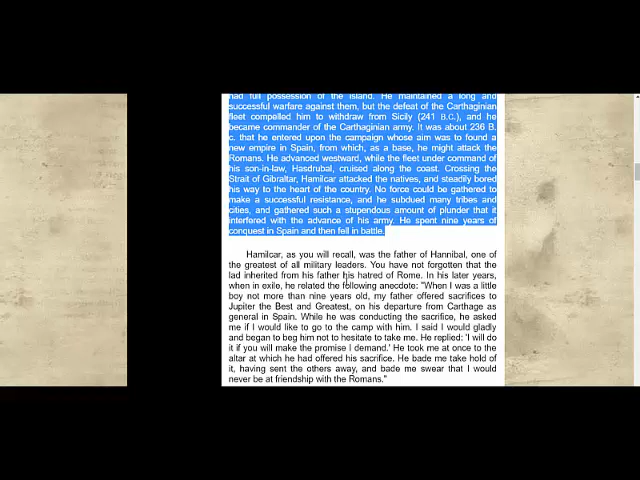 had full possession of the island. He maintained a long and
successful warfare against them, but the defeat of the Carthaginian
fleet compelled him to withdraw from Sicily (241 B.C.), and he
became commander of the Carthaginian army. It was about 236 B.
c. that he entered upon the campaign whose aim was to found a
new empire in Spain, from which, as a base, he might attack the
Romans. He advanced westward, while the fleet under command of
his son-in-law, Hasdrubal, cruised along the coast. Crossing the
Strait of Gibraltar, Hamilcar attacked the natives, and steadily bored
his way to the heart of the country. No force could be gathered to
make a successful resistance, and he subdued many tribes and
cities, and gathered such a stupendous amount of plunder that it
interfered with the advance of his army. He spent nine years of
conquest in Spain and then fell in battle.
Hamilcar, as you will recall, was the father of Hannibal, one of
the greatest of all military leaders. You have not forgotten that the
lad inherited from his father his hatred of Rome. In his later years,
when in exile, he related the following anecdote: "When I was a little
boy not more than nine years old, my father offered sacrifices to
Jupiter the Best and Greatest, on his departure from Carthage as
general in Spain. While he was conducting the sacrifice, he asked
me if I would like to go to the camp with him. I said I would gladly
and began to beg him not to hesitate to take me. He replied: 'I will do
it if you will make the promise I demand.' He took me at once to the
altar at which he had offered his sacrifice. He bade me take hold of
it, having sent the others away, and bade me swear that I would
never be at friendship with the Romans."